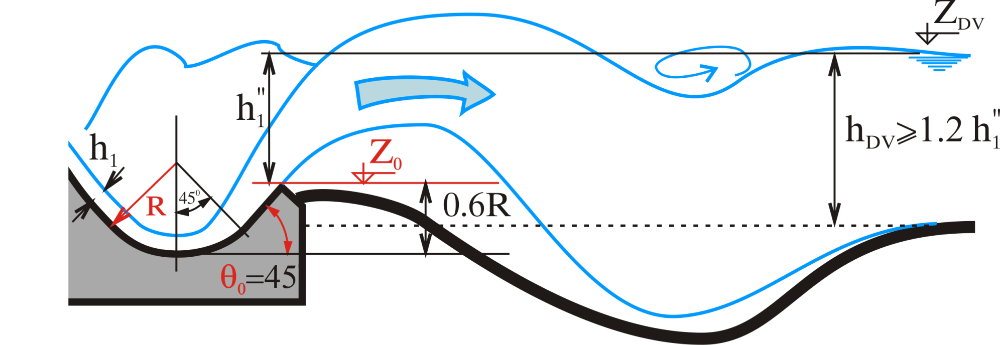 Z_DV
h_1''
h_1
Z_0
h_DV⩾1.2 h_1''
R
45⁰
0.6R
θ_0=45